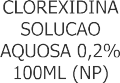 CLOREXIDINA
SOLUCAO
AQUOSA 0,2%
100ML (NP)